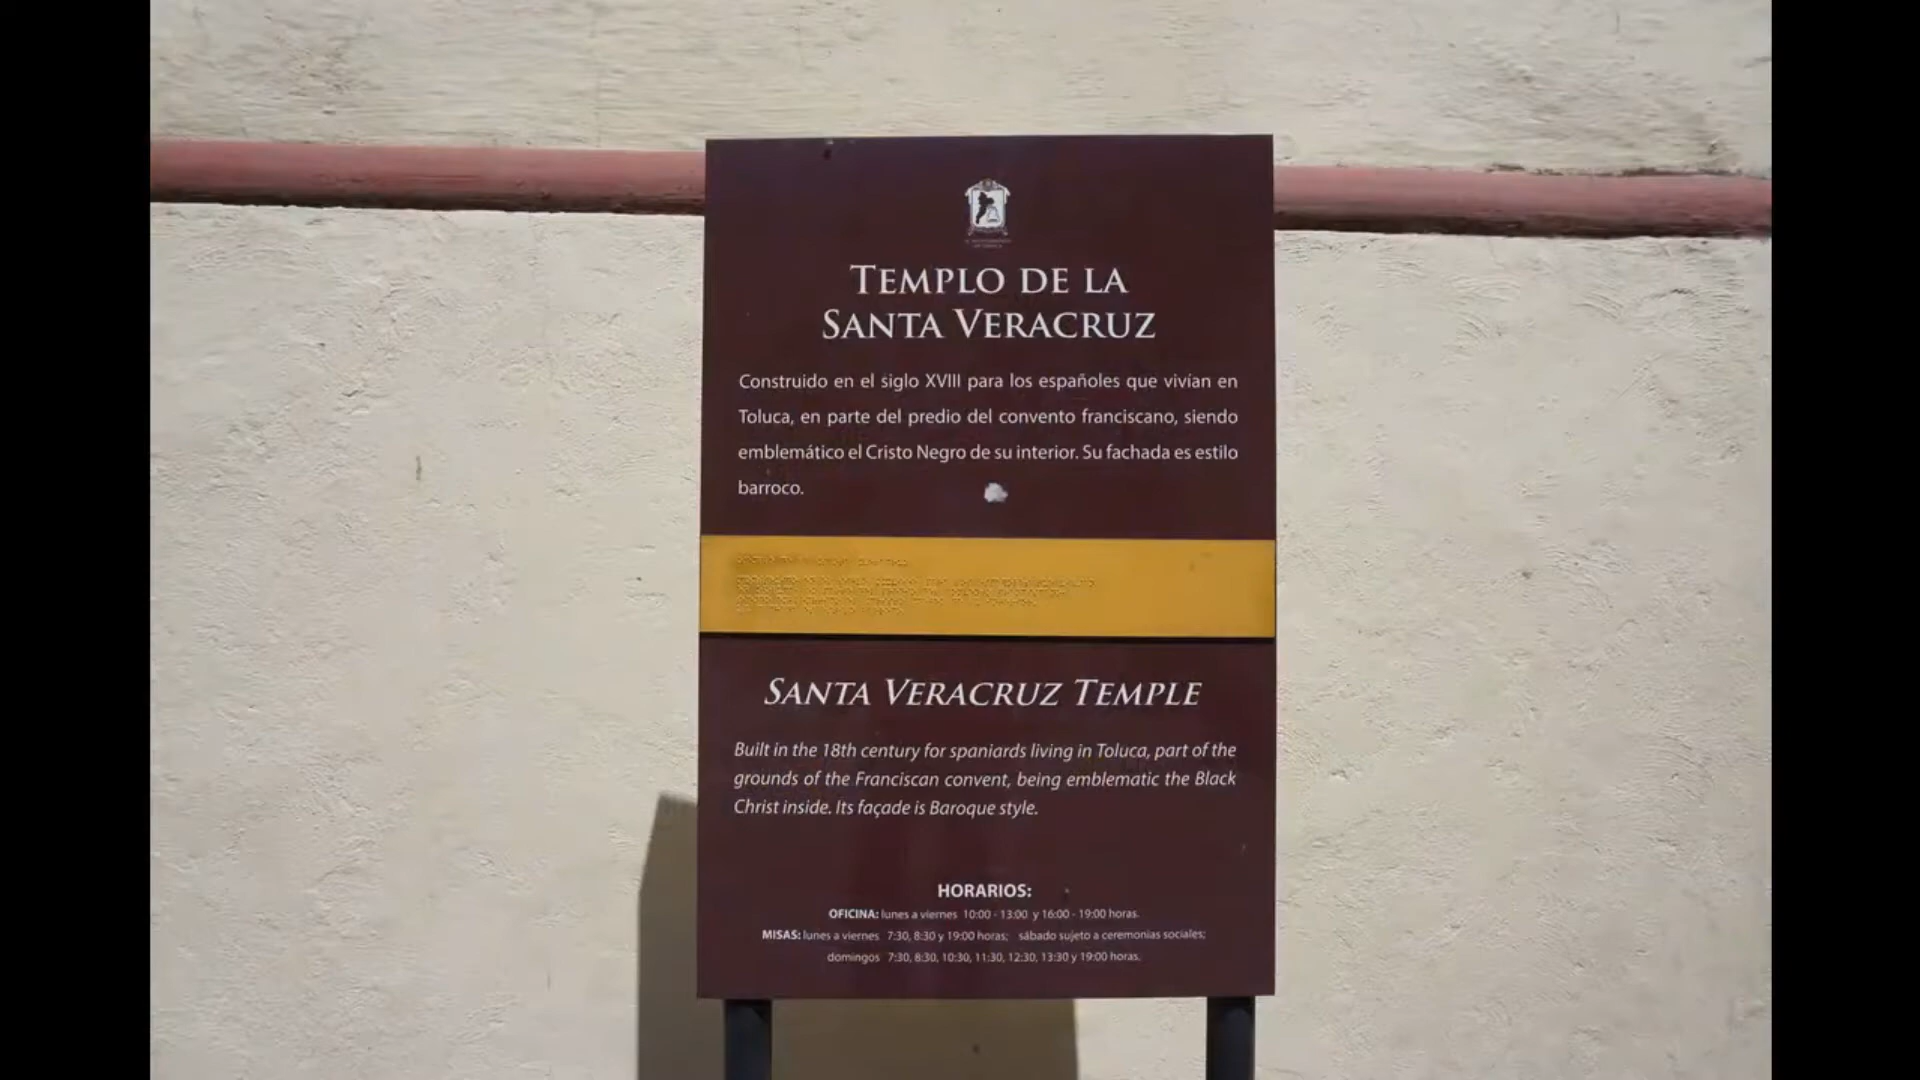 TEMPLO DE LA
SANTA VERACRUZ
Construido en el siglo XVIII para los españoles que vivían en
Toluca, en parte del predio del convento franciscano, siendo
emblemático el Cristo Negro de su interior. Su fachada es estilo
barroco.
SANTA VERACRUZ TEMPLE
Built in the 18th century for spaniards living in Toluca, part of the
grounds of the Franciscan convent, being emblematic the Black
Christ inside. Its façade is Baroque style.
HORARIOS:
OFICINA: lunes a viernes 10:00 - 13:00 y 16:00 - 19:00 horas.
MISAS: lunes a viernes 7:30, 8:30 y 19:00 horas; sábado sujeto a ceremonias sociales;
domingos 7:30, 8:30, 10:30, 11:30, 12:30, 13:30 y 19:00 horas.